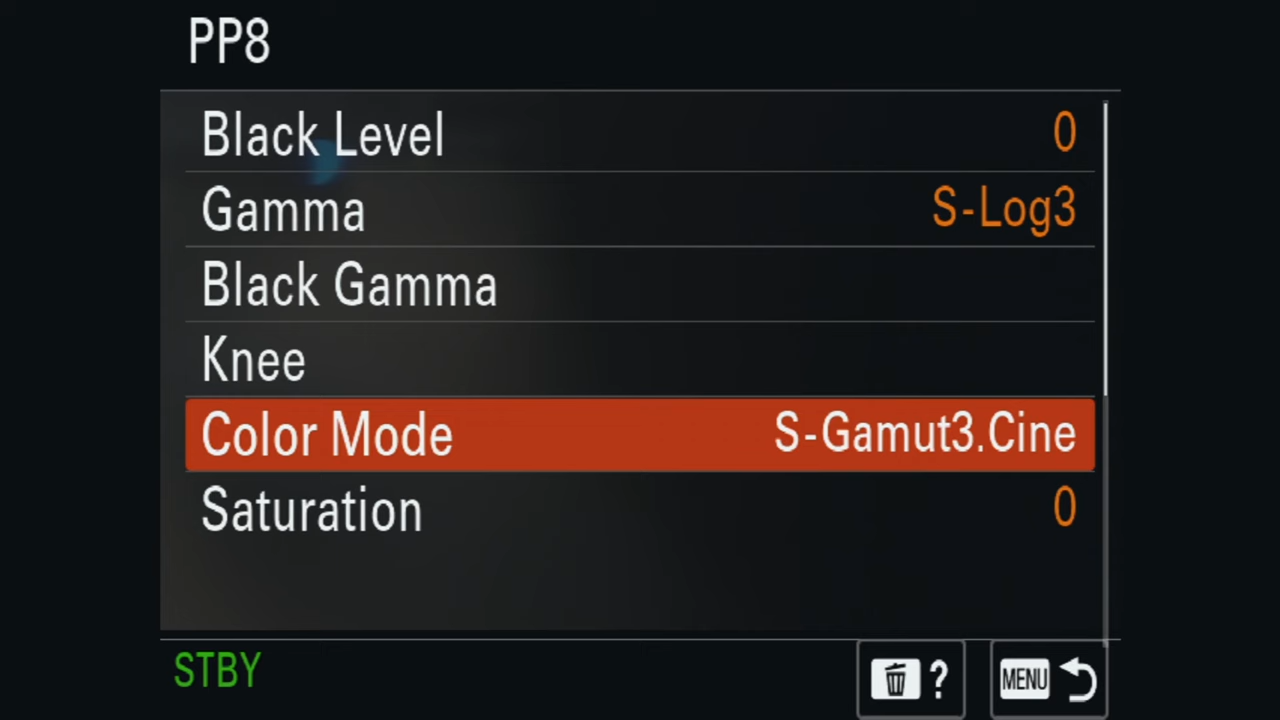 PP8
Black Level 0
Gamma S-Log3
Black Gamma
Knee
Color Mode S-Gamut3.Cine
Saturation 0
STBY ? MENU